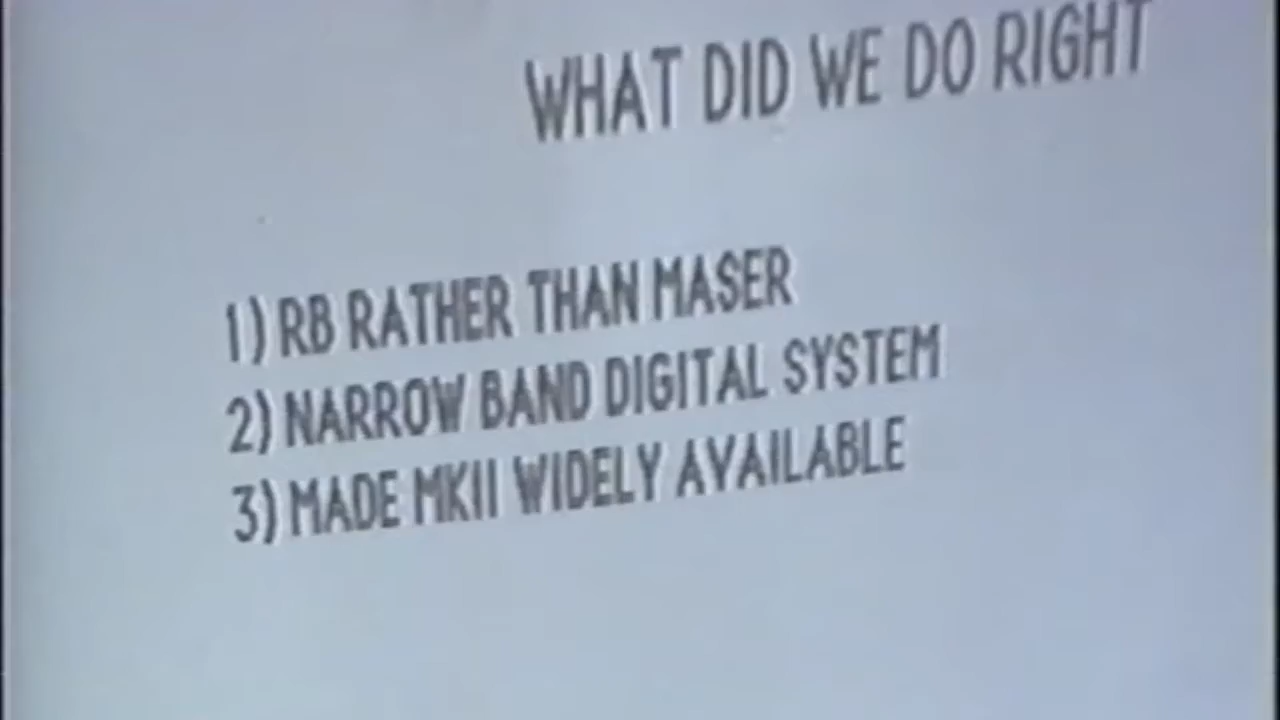 WHAT DID WE DO RIGHT
1) RB RATHER THAN MASER
2) NARROW BAND DIGITAL SYSTEM
3) MADE MKII WIDELY AVAILABLE